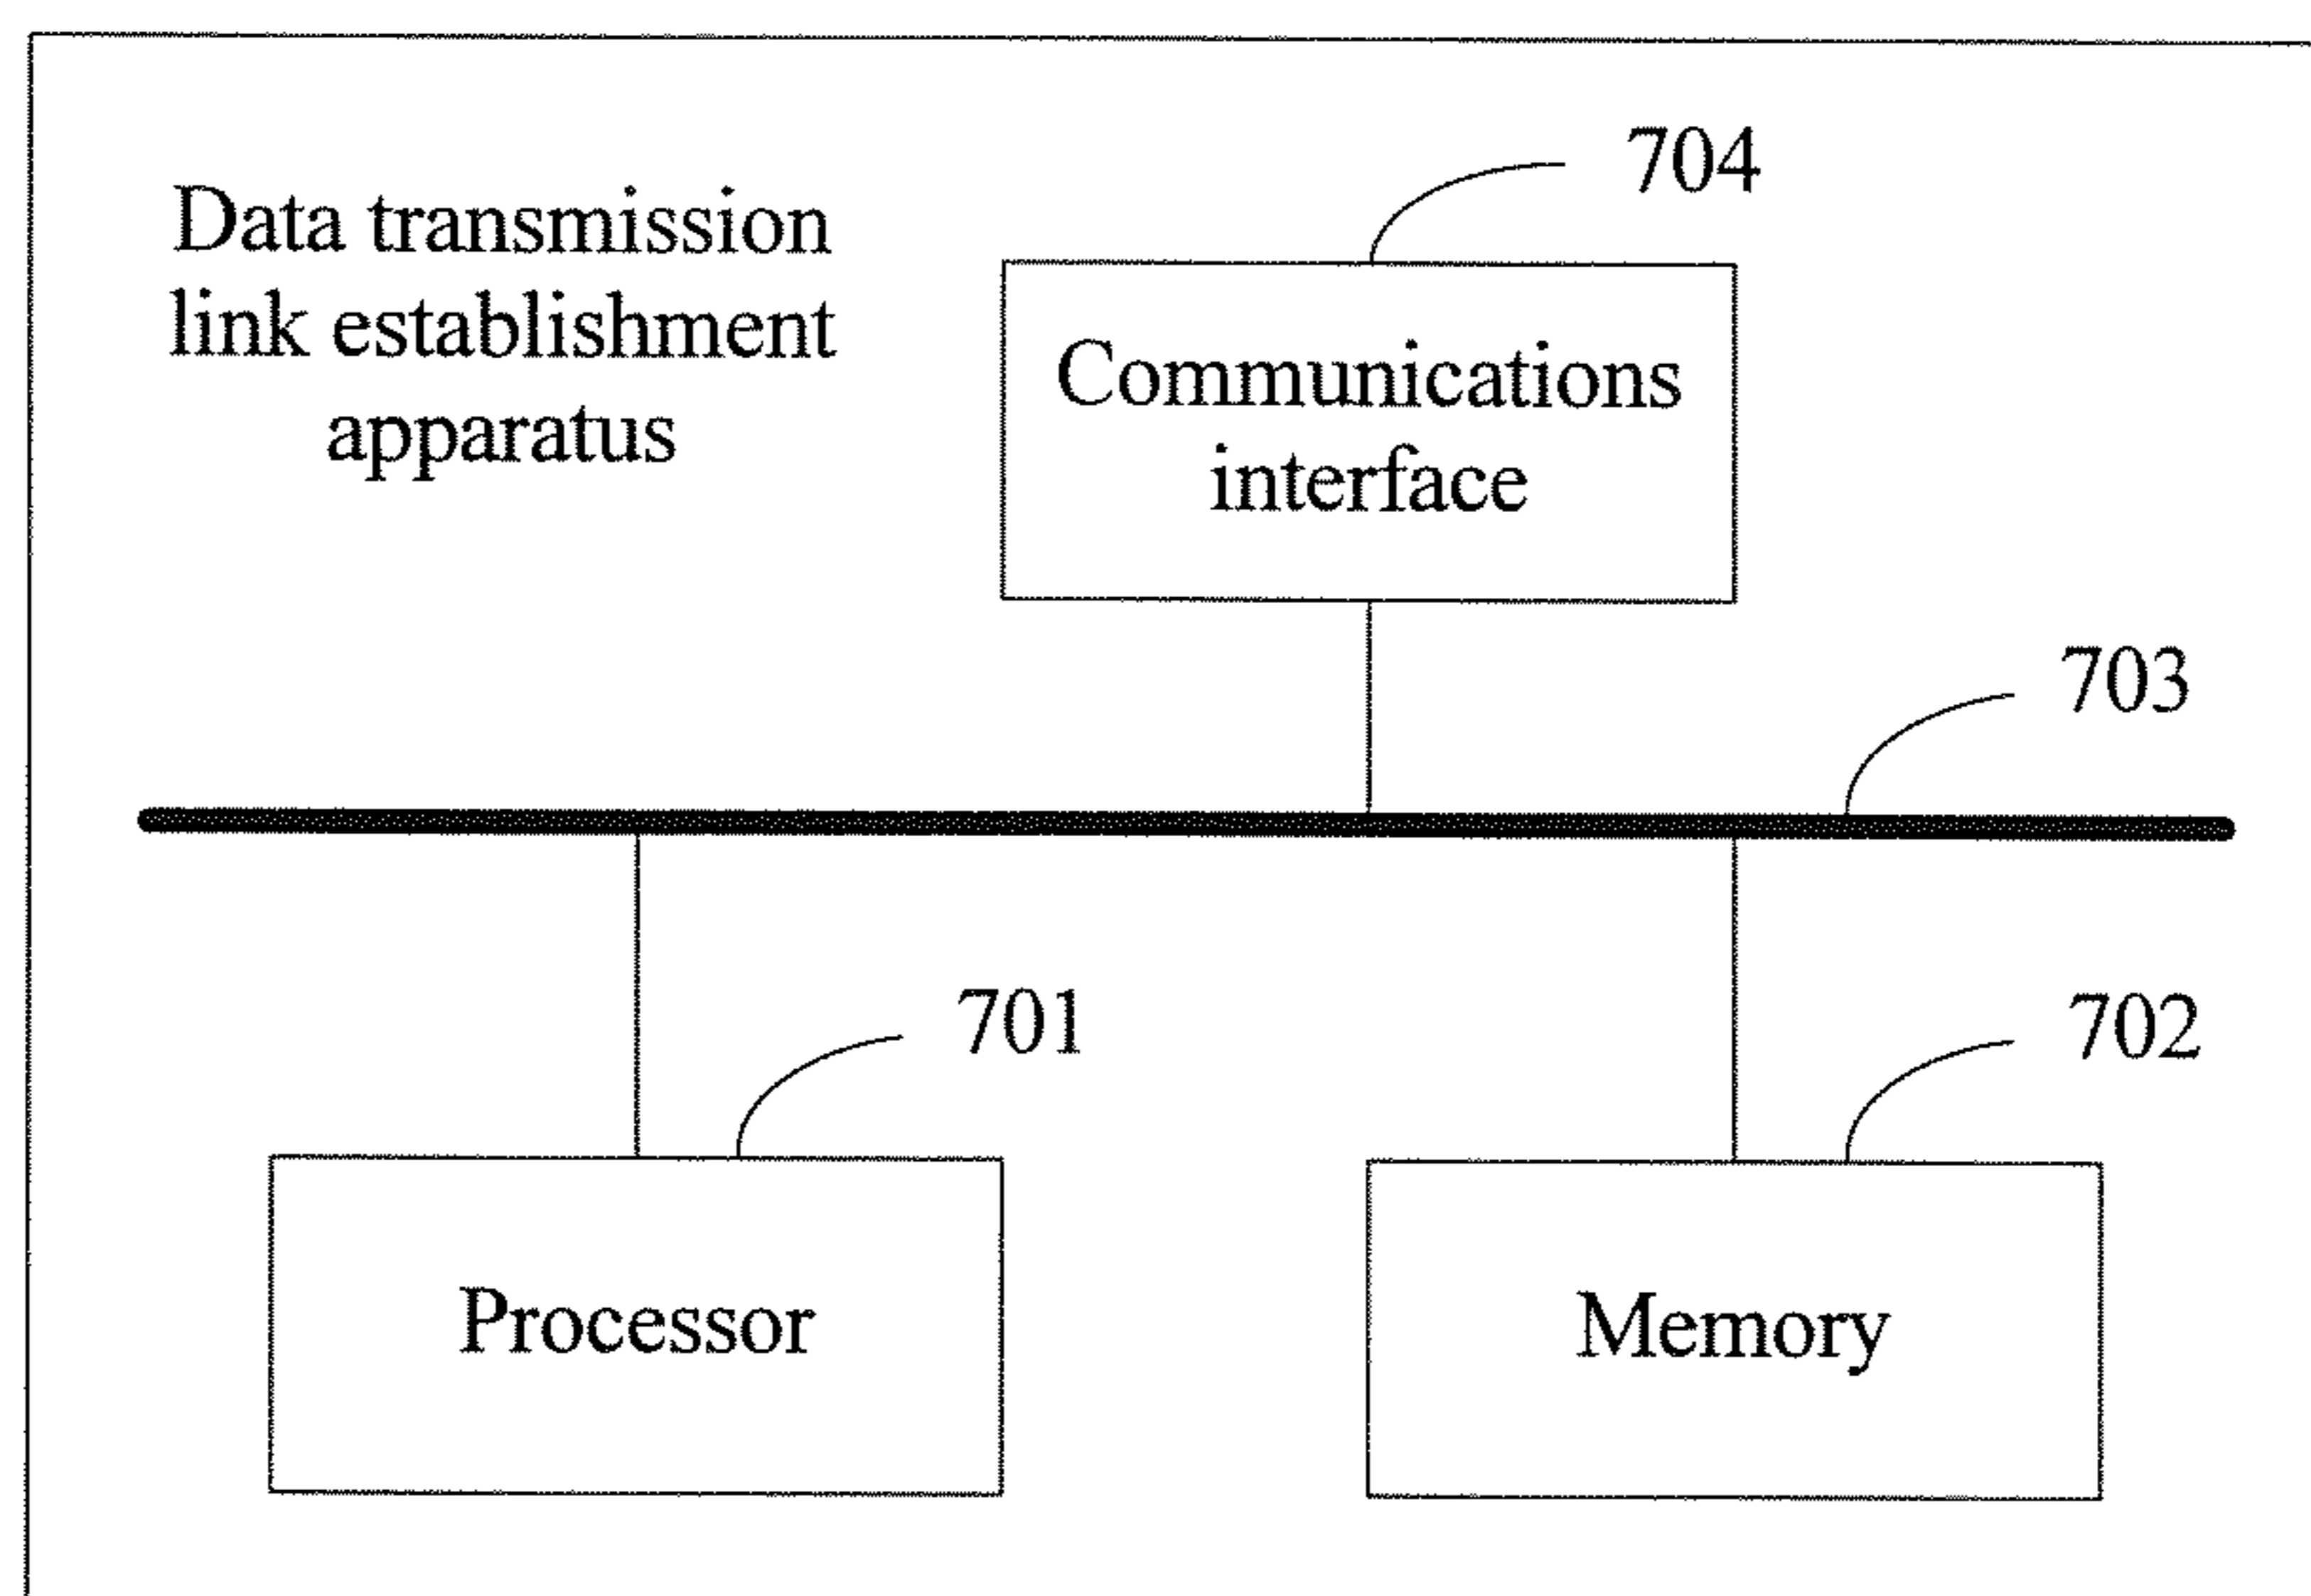 Data transmission
link establishment
apparatus
704
Communications
interface
703
701
702
Processor
Memory